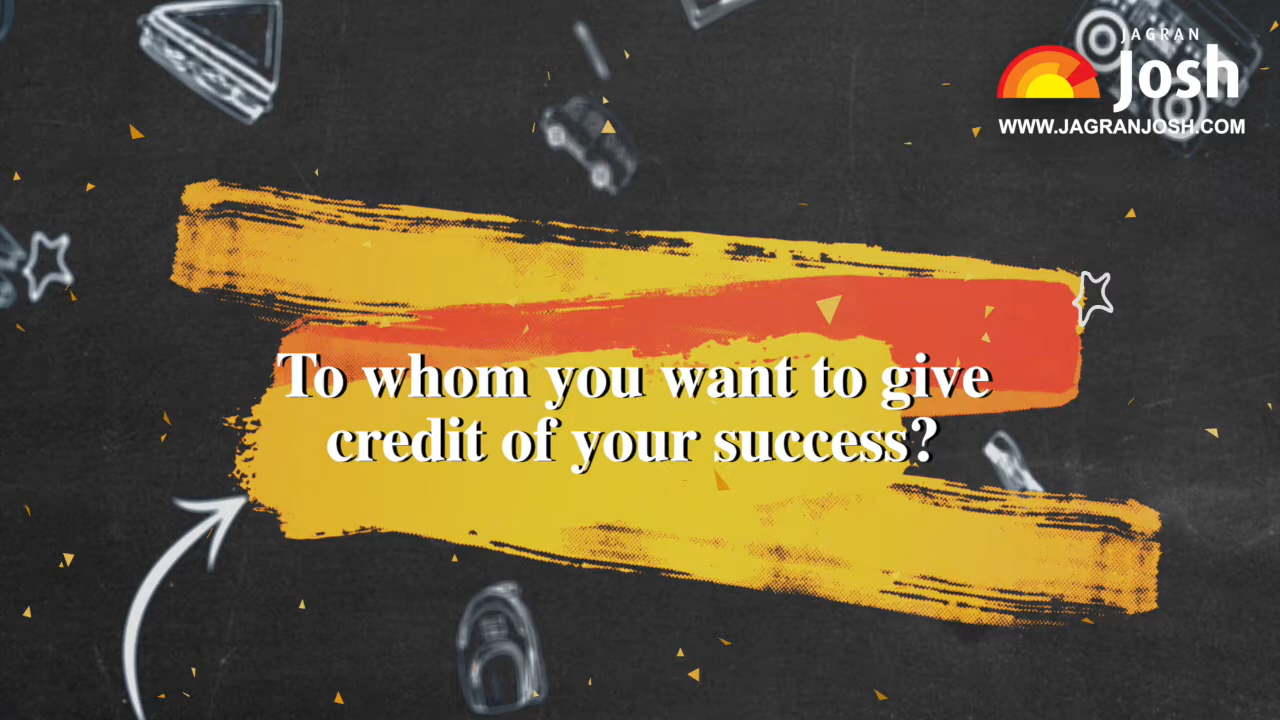 JAGRAN
Josh
WWW.JAGRANJOSH.COM
To whom you want to give
credit of your success?